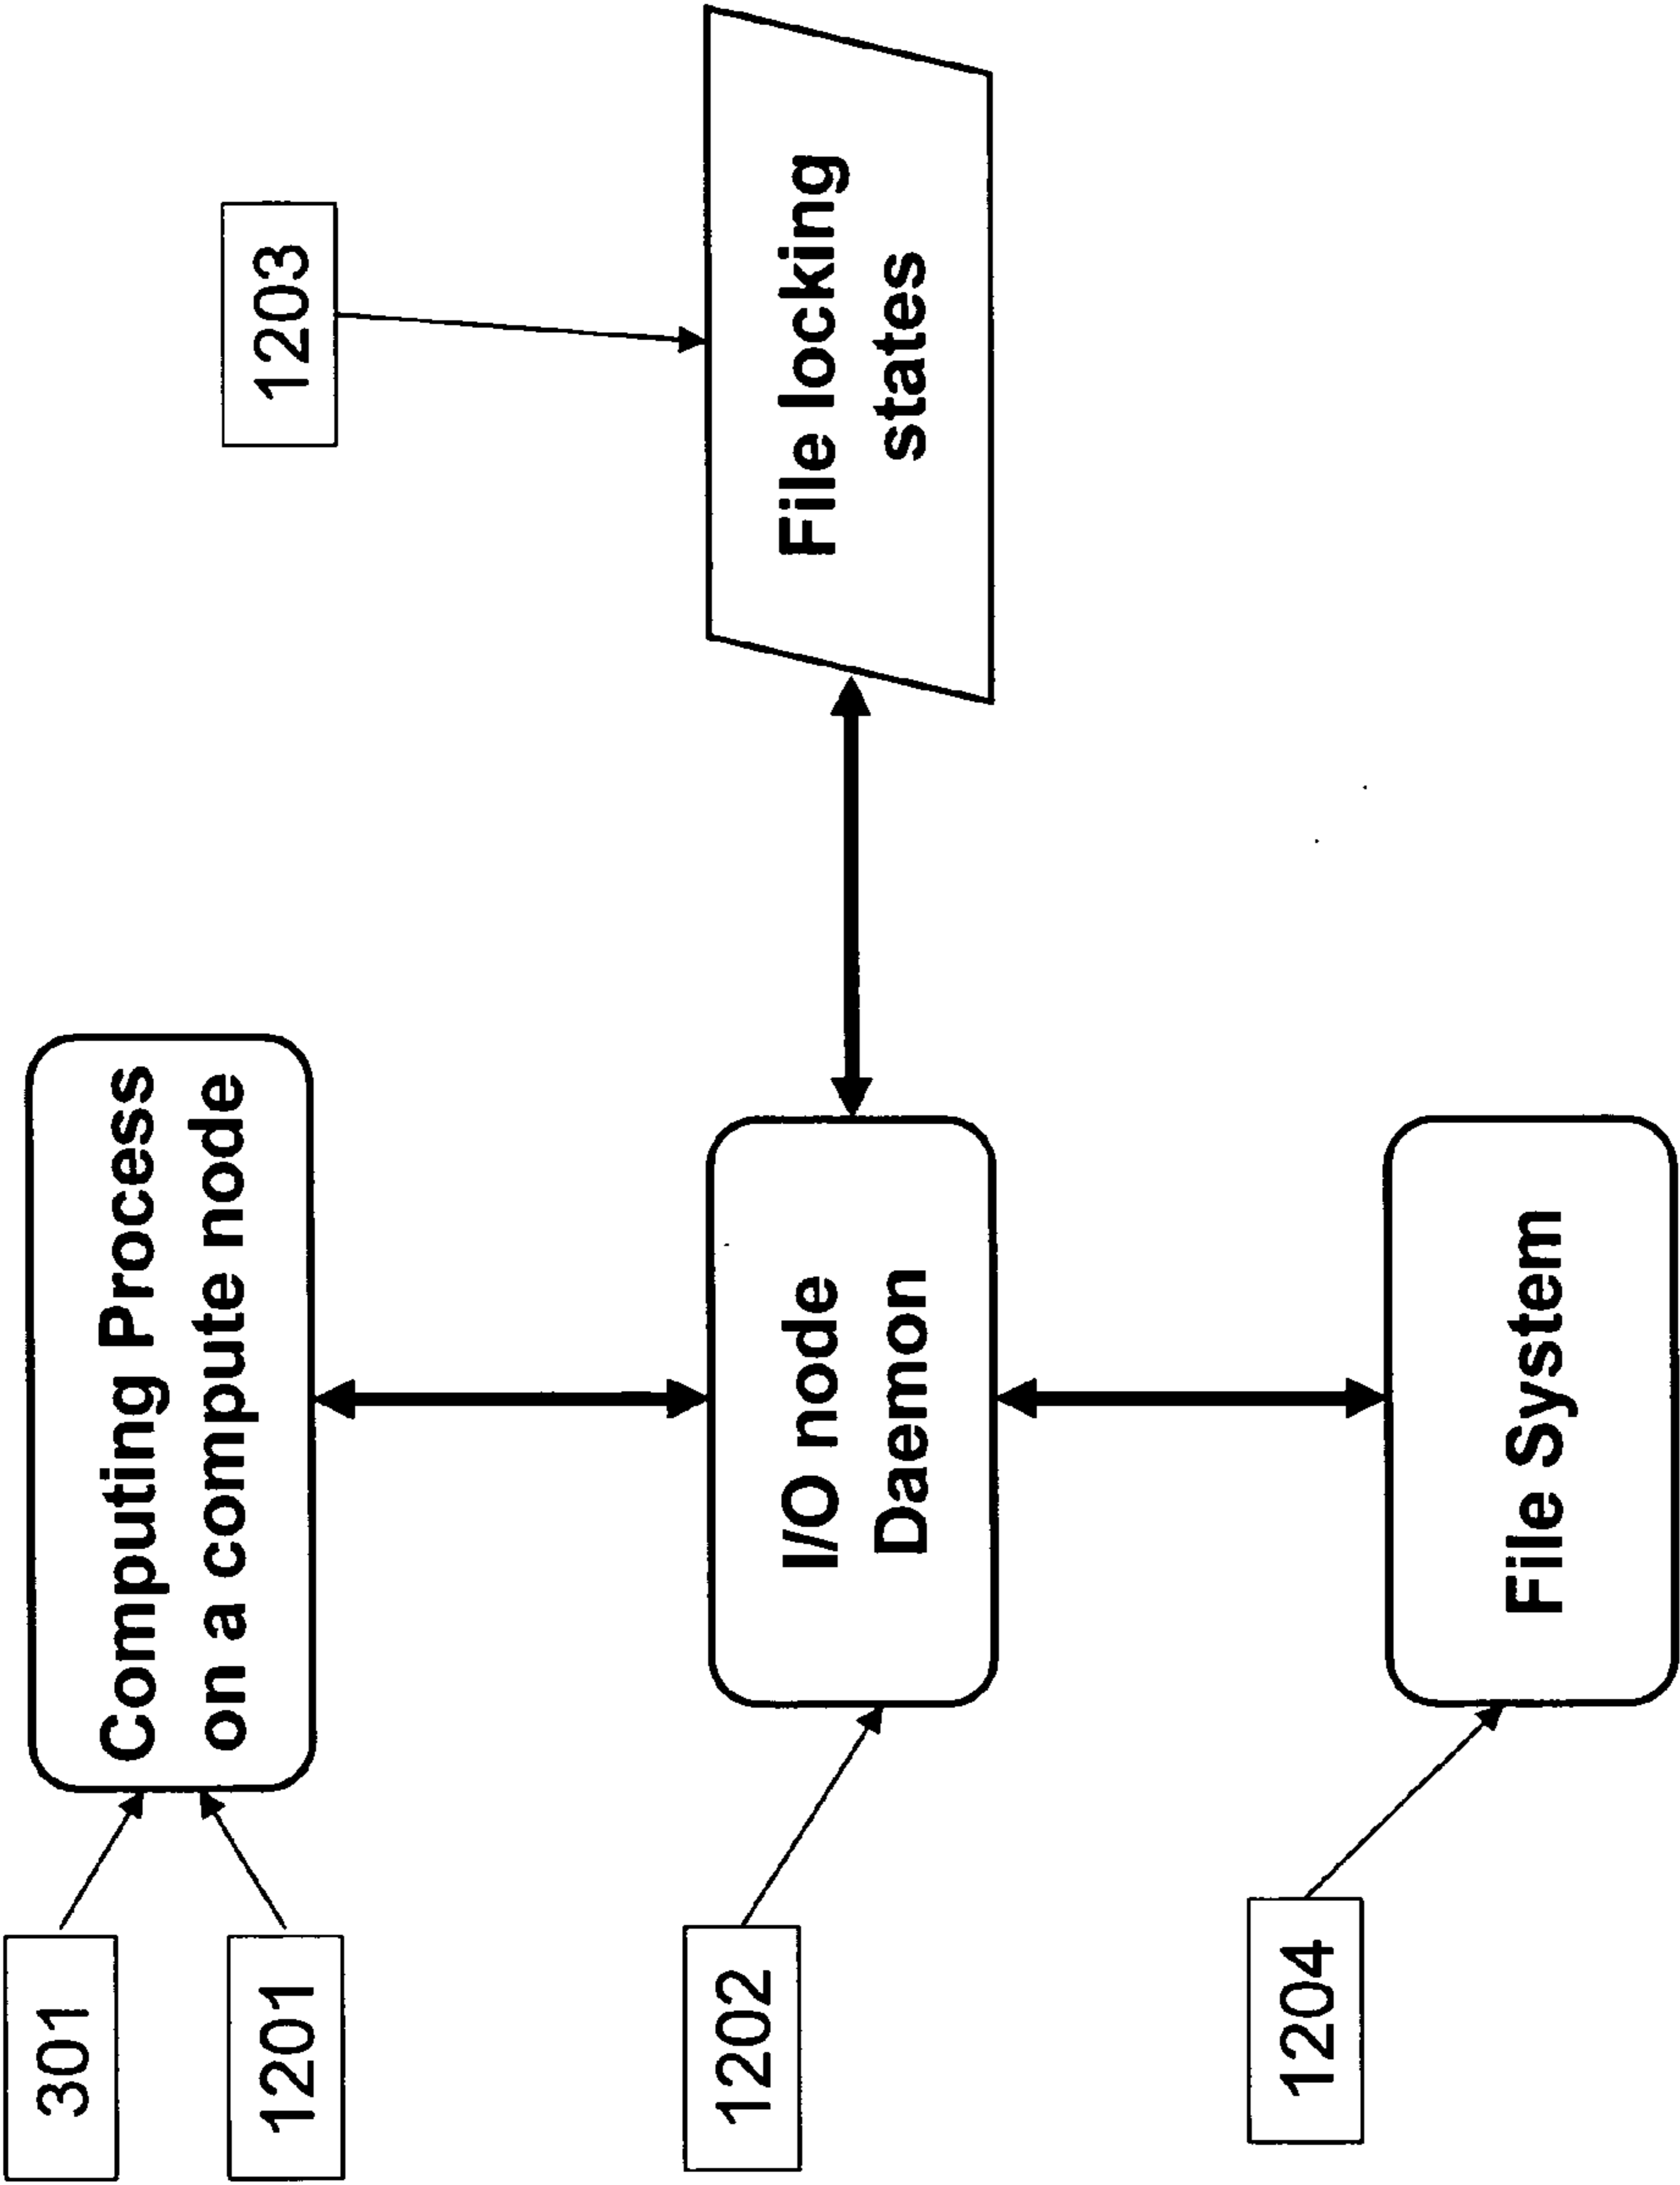 301
1201
Computing Process
on a compute node
1203
1202
I/O node
Daemon
File locking
states
1204
File System